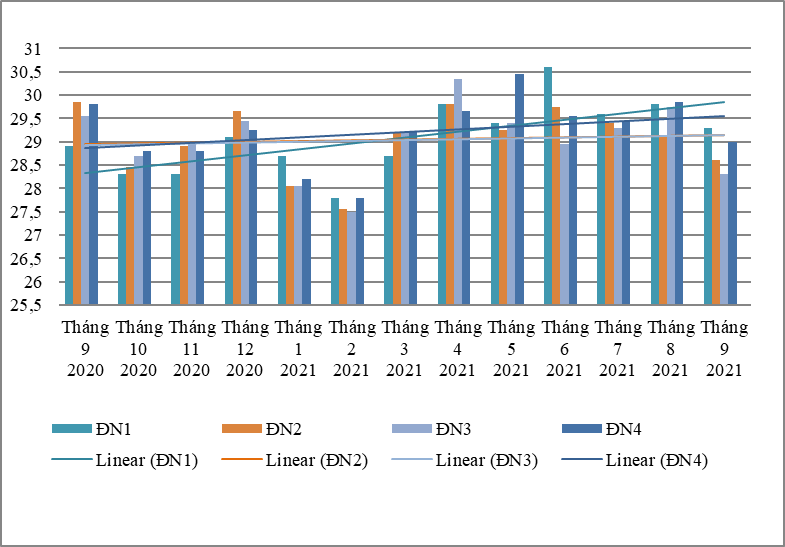 31
30,5
30
29,5
29
28,5
28
27,5
27
26,5
26
25,5
Tháng Tháng Tháng Tháng Tháng Tháng Tháng Tháng Tháng Tháng Tháng Tháng Tháng
9 10 11 12 1 2 3 4 5 6 7 8 9
2020 2020 2020 2020 2021 2021 2021 2021 2021 2021 2021 2021 2021
ĐN1 ĐN2 ĐN3 ĐN4
Linear (ĐN1) Linear (ĐN2) Linear (ĐN3) Linear (ĐN4)